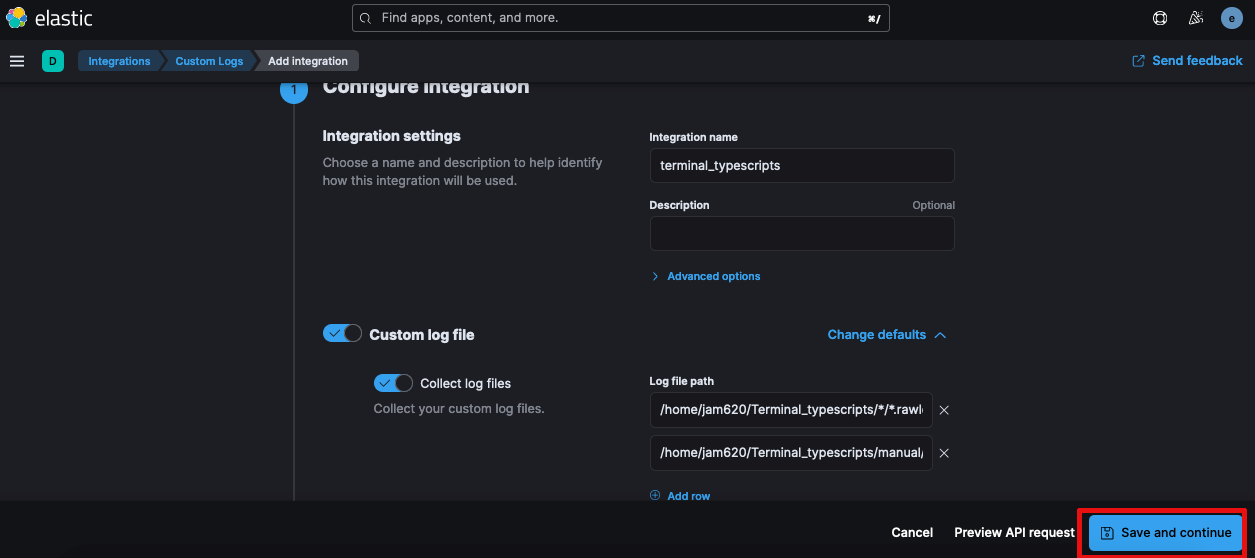 elastic
Find apps, content, and more.
⌘/
e
D
Integrations
Custom Logs
Add integration
Send feedback
1
Configure integration
Integration settings
Choose a name and description to help identify
how this integration will be used.
Integration name
terminal_typescripts
Description
Optional
Advanced options
Custom log file
Change defaults
Collect log files
Collect your custom log files.
Log file path
/home/jam620/Terminal_typescripts/*/*.rawl
/home/jam620/Terminal_typescripts/manual/
Add row
Cancel
Preview API request
Save and continue